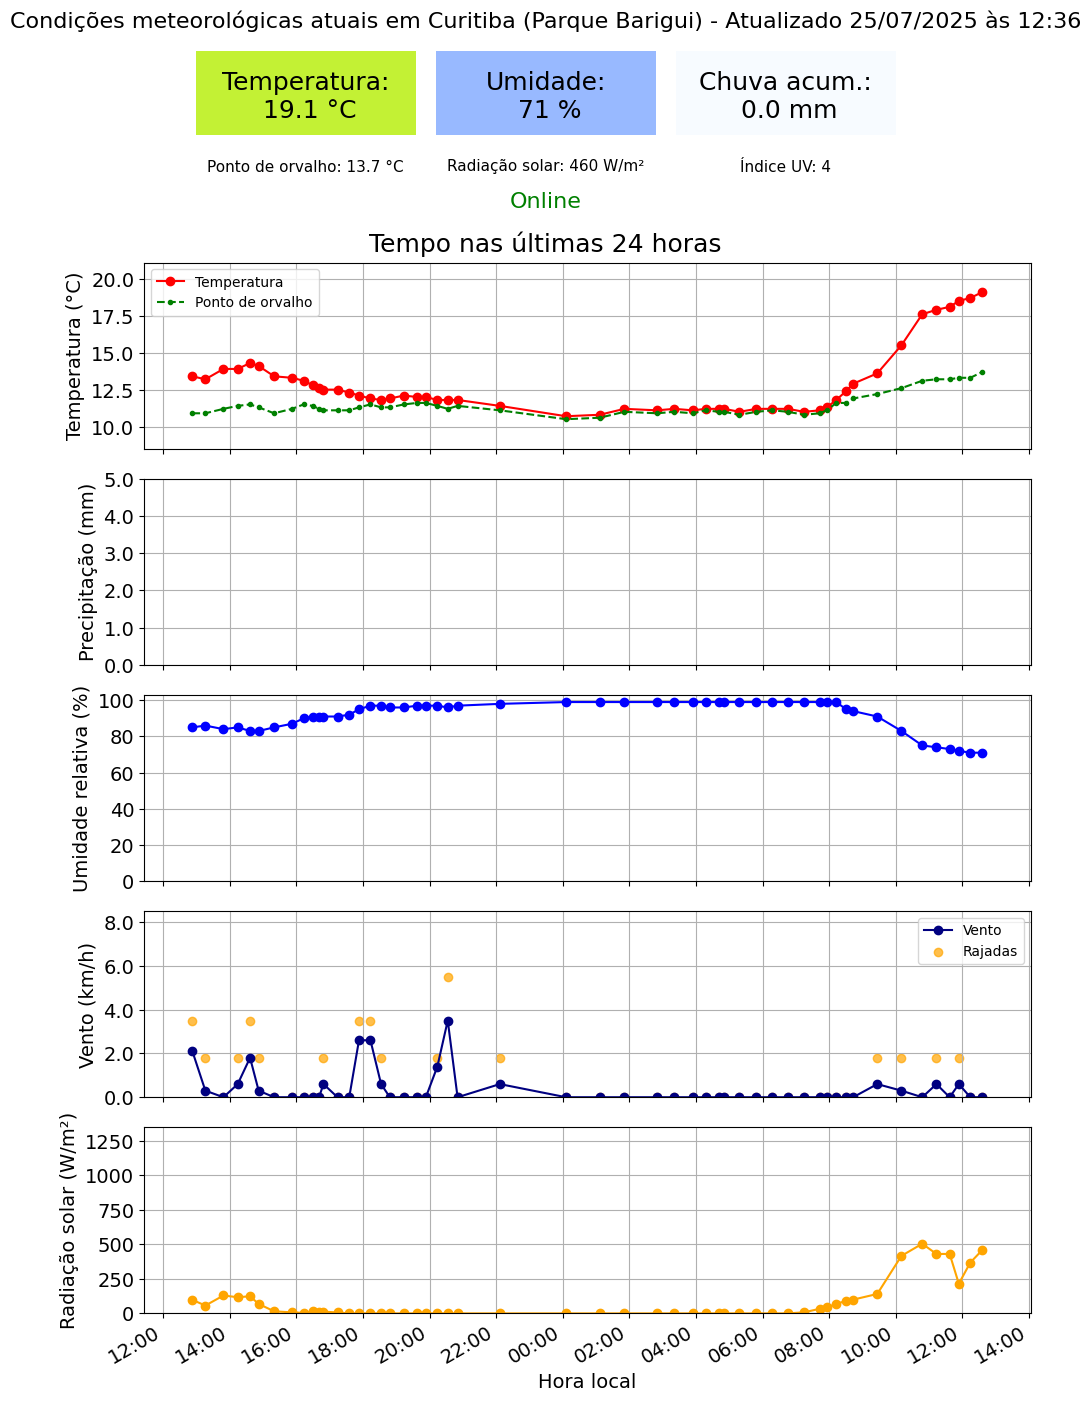 Condições meteorológicas atuais em Curitiba (Parque Barigui) - Atualizado 25/07/2025 às 12:36
Temperatura:
19.1 °C
Umidade:
71 %
Chuva acum.:
0.0 mm
Ponto de orvalho: 13.7 °C
Radiação solar: 460 W/m²
Índice UV: 4
Online
Tempo nas últimas 24 horas
Temperatura (°C)
20.0
17.5
15.0
12.5
10.0
Temperatura
Ponto de orvalho
Precipitação (mm)
5.0
4.0
3.0
2.0
1.0
0.0
Umidade relativa (%)
100
80
60
40
20
0
Vento (km/h)
8.0
6.0
4.0
2.0
0.0
Vento
Rajadas
Radiação solar (W/m²)
1250
1000
750
500
250
0
12:00
14:00
16:00
18:00
20:00
22:00
00:00
02:00
04:00
06:00
08:00
10:00
12:00
14:00
Hora local